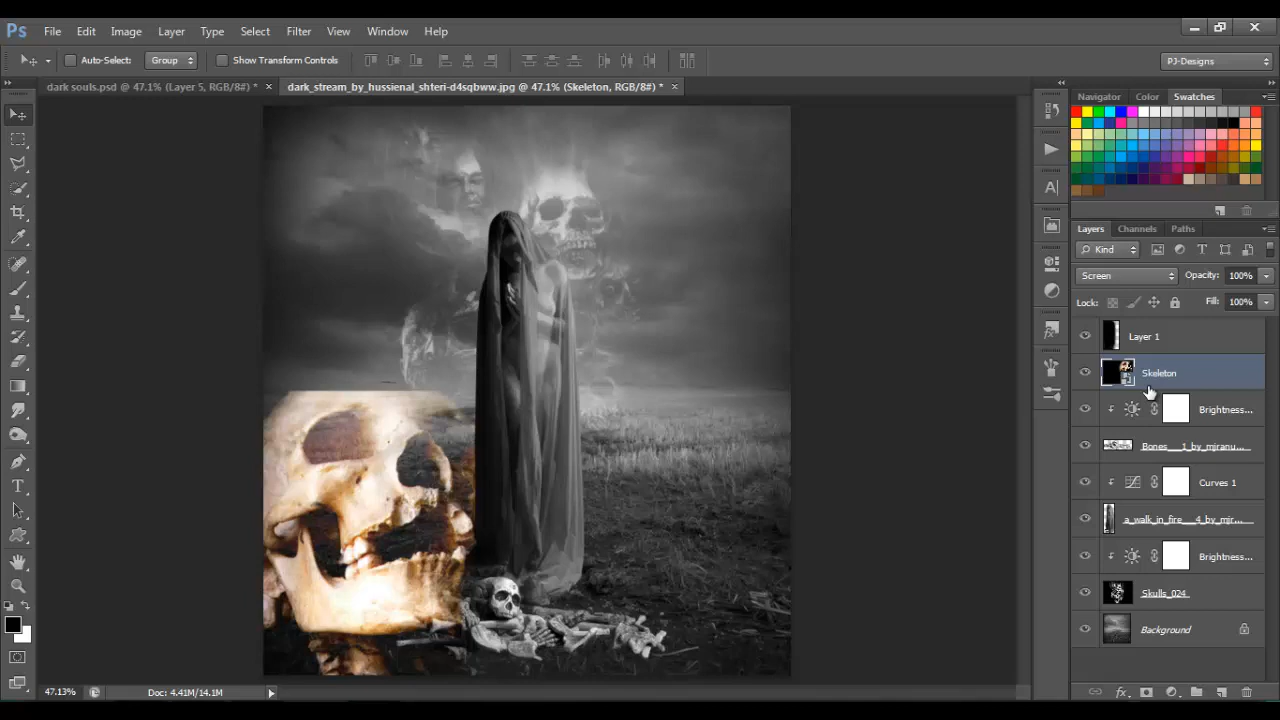 Ps File Edit Image Layer Type Select Filter View Window Help
Auto-Select: Group Show Transform Controls PJ-Designs
dark souls.psd @ 47.1% (Layer 5, RGB/8#) * × dark_stream_by_hussienal_shteri-d4sqbww.jpg @ 47.1% (Skeleton, RGB/8#) * ×
Navigator Color Swatches
Layers Channels Paths
Kind
Screen Opacity: 100%
Lock: Fill: 100%
Layer 1
Skeleton
Brightness...
Bones___1_by_mjranu...
Curves 1
a_walk_in_fire___4_by_mjr...
Brightness...
Skulls_024
Background
47.13% Doc: 4.41M/14.1M